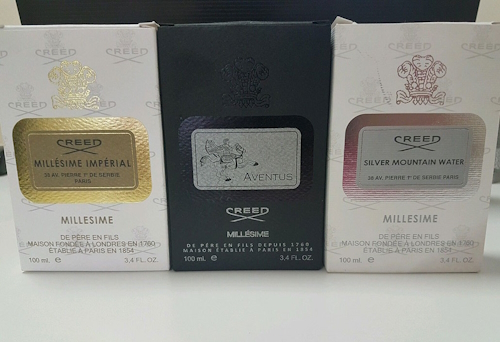 CREED
MILLÉSIME IMPÉRIAL
38 AV. PIERRE 1er DE SERBIE
PARIS
MILLESIME
DE PÈRE EN FILS
MAISON FONDÉE À LONDRES EN 1760
ÉTABLIE À PARIS EN 1854
100 ml. e 3.4 FL. OZ.
AVENTUS
CREED
MILLÉSIME
DE PÈRE EN FILS DEPUIS 1760
MAISON ÉTABLIE À PARIS EN 1854
100 mL e 3.4 FL.OZ.
CREED
SILVER MOUNTAIN WATER
38 AV. PIERRE 1er DE SERBIE
PARIS
MILLESIME
DE PÈRE EN FILS
MAISON FONDÉE À LONDRES EN 1760
ÉTABLIE À PARIS EN 1854
100 ml. e 3.4 FL. OZ.